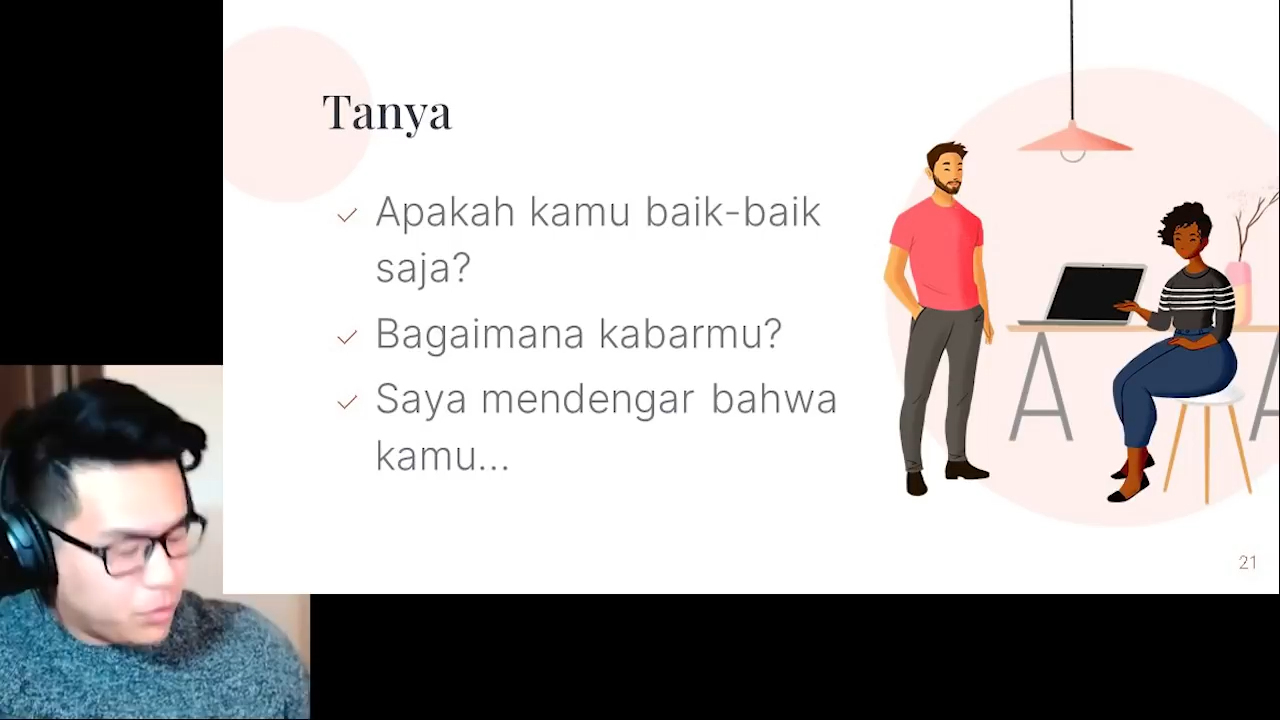 Tanya
Apakah kamu baik-baik
saja?
Bagaimana kabarmu?
Saya mendengar bahwa
kamu...
21